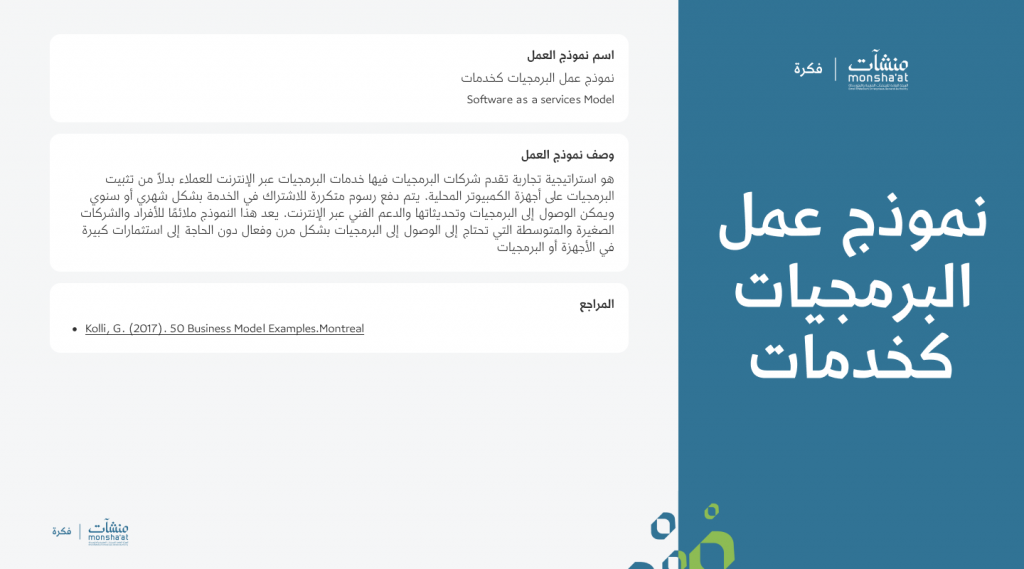 منشآت | فكرة
monsha'at
نموذج عمل
البرمجيات
كخدمات
اسم نموذج العمل
نموذج عمل البرمجيات كخدمات
Software as a services Model
وصف نموذج العمل
هو استراتيجية تجارية تقدم شركات البرمجيات فيها خدمات البرمجيات عبر الإنترنت للعملاء بدلاً من تثبيت
البرمجيات على أجهزة الكمبيوتر المحلية. يتم دفع رسوم متكررة للاشتراك في الخدمة بشكل شهري أو سنوي
ويمكن الوصول إلى البرمجيات وتحديثاتها والدعم الفني عبر الإنترنت. يعد هذا النموذج ملائمًا للأفراد والشركات
الصغيرة والمتوسطة التي تحتاج إلى الوصول إلى البرمجيات بشكل مرن وفعال دون الحاجة إلى استثمارات كبيرة
في الأجهزة أو البرمجيات
المراجع
• Kolli, G. (2017). 50 Business Model Examples.Montreal
منشآت | فكرة
monsha'at